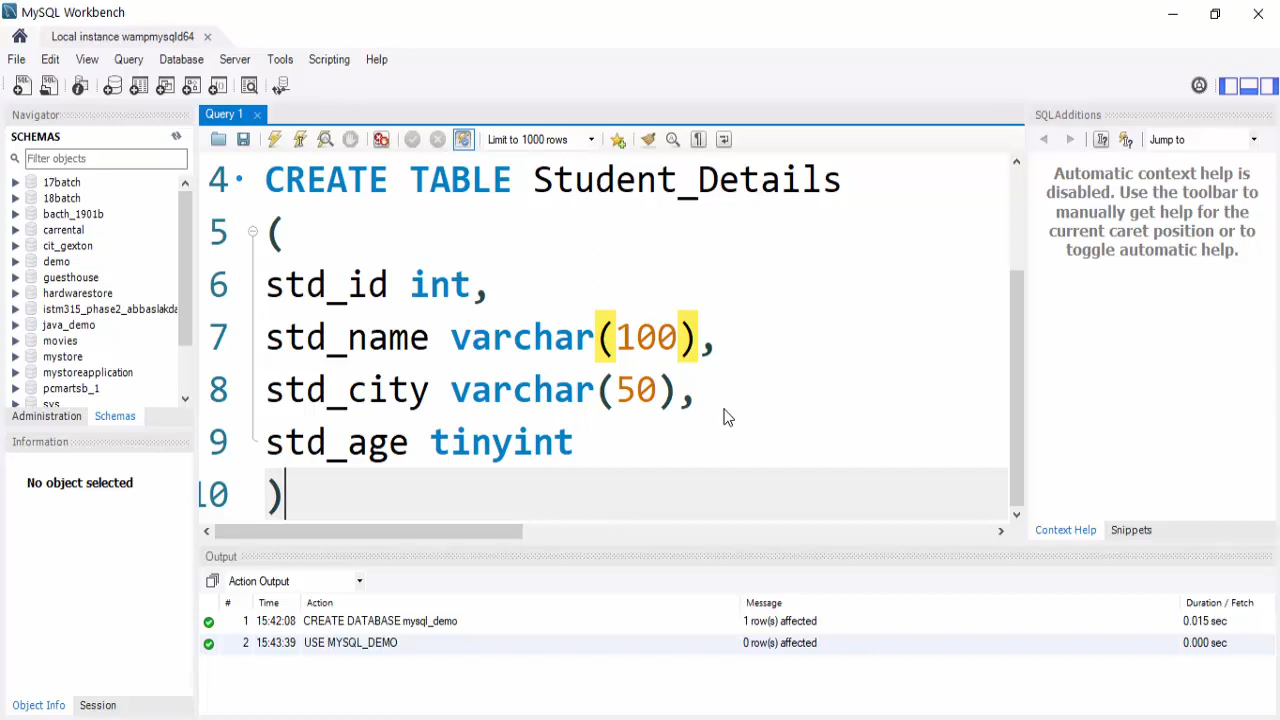 MySQL Workbench
Local instance wampmysqld64
File Edit View Query Database Server Tools Scripting Help
Navigator
SCHEMAS
Filter objects
17batch
18batch
bacth_1901b
carrental
cit_gexton
demo
guesthouse
hardwarestore
istm315_phase2_abbaslakda
java_demo
movies
mystore
mystoreapplication
pcmartsb_1
sys
Administration Schemas
Information
No object selected
Object Info Session
Query 1
Limit to 1000 rows
4 CREATE TABLE Student_Details
5 (
6 std_id int,
7 std_name varchar(100),
8 std_city varchar(50),
9 std_age tinyint
10 )
SQLAdditions
Jump to
Automatic context help is
disabled. Use the toolbar to
manually get help for the
current caret position or to
toggle automatic help.
Context Help Snippets
Output
Action Output
# Time Action Message Duration / Fetch
1 15:42:08 CREATE DATABASE mysql_demo 1 row(s) affected 0.015 sec
2 15:43:39 USE MYSQL_DEMO 0 row(s) affected 0.000 sec